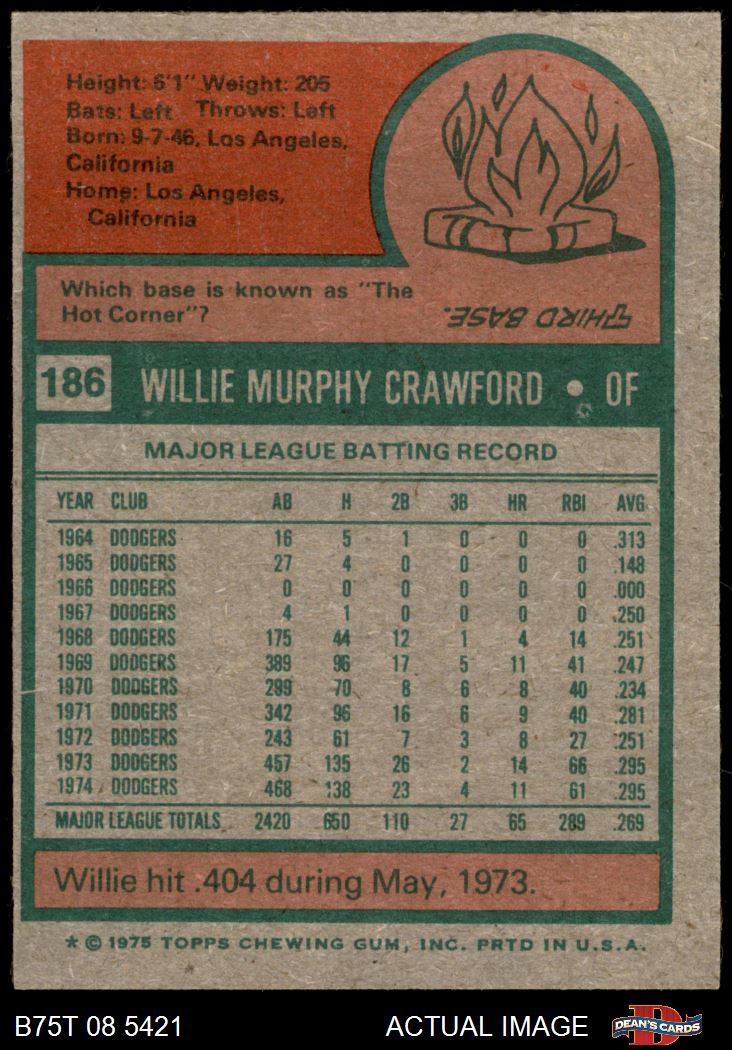 Height: 6'1" Weight: 205
Bats: Left Throws: Left
Born: 9-7-46, Los Angeles,
California
Home: Los Angeles,
California
Which base is known as "The
Hot Corner"?
THIRD BASE.
186 WILLIE MURPHY CRAWFORD • OF
MAJOR LEAGUE BATTING RECORD
YEAR CLUB AB H 2B 3B HR RBI AVG.
1964 DODGERS 16 5 1 0 0 0 .313
1965 DODGERS 27 4 0 0 0 0 .148
1966 DODGERS 0 0 0 0 0 0 .000
1967 DODGERS 4 1 0 0 0 0 .250
1968 DODGERS 175 44 12 1 4 14 .251
1969 DODGERS 389 96 17 5 11 41 .247
1970 DODGERS 299 70 8 6 8 40 .234
1971 DODGERS 342 96 16 6 9 40 .281
1972 DODGERS 243 61 7 3 8 27 .251
1973 DODGERS 457 135 26 2 14 66 .295
1974 DODGERS 468 138 23 4 11 61 .295
MAJOR LEAGUE TOTALS 2420 650 110 27 65 289 .269
Willie hit .404 during May, 1973.
* © 1975 TOPPS CHEWING GUM, INC. PRTD IN U.S.A.
B75T 08 5421 ACTUAL IMAGE D DEAN'S CARDS